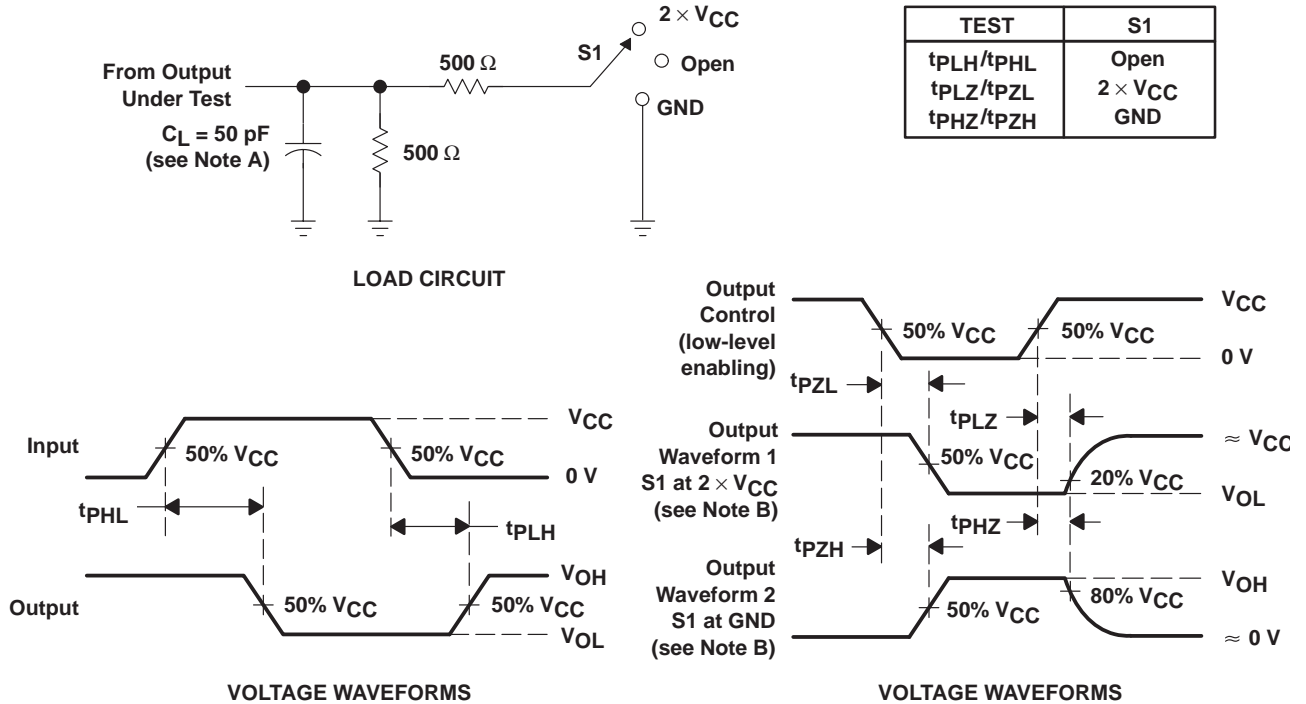 2 × VCC
S1
500 Ω
Open
From Output
Under Test
GND
CL = 50 pF
(see Note A)
500 Ω
LOAD CIRCUIT
TEST S1
tPLH/tPHL Open
tPLZ/tPZL 2 × VCC
tPHZ/tPZH GND
Input
VCC
50% VCC
50% VCC
0 V
tPHL
tPLH
Output
VOH
50% VCC
50% VCC
VOL
VOLTAGE WAVEFORMS
Output
Control
(low-level
enabling)
VCC
50% VCC
50% VCC
0 V
tPZL
tPLZ
Output
Waveform 1
S1 at 2 × VCC
(see Note B)
≈ VCC
50% VCC
20% VCC
VOL
tPHZ
tPZH
Output
Waveform 2
S1 at GND
(see Note B)
VOH
50% VCC
80% VCC
≈ 0 V
VOLTAGE WAVEFORMS